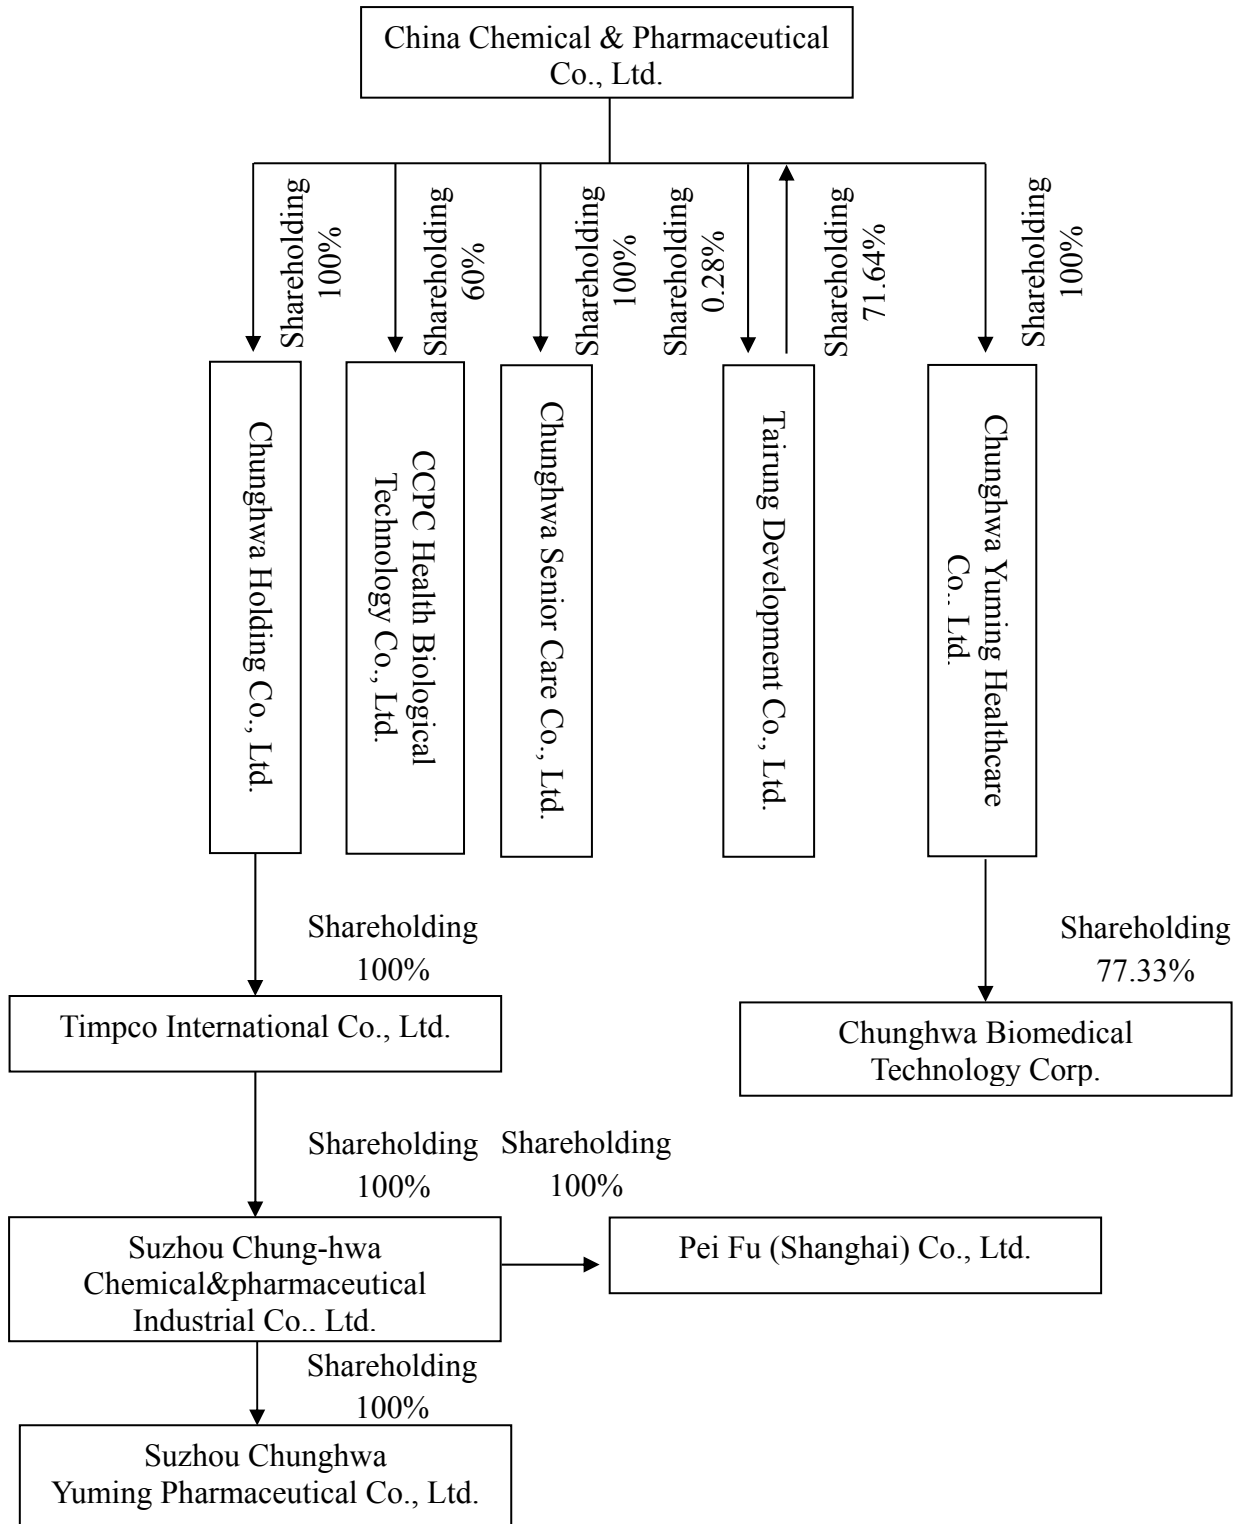 China Chemical & Pharmaceutical
Co., Ltd.
Shareholding
100%
Shareholding
60%
Shareholding
100%
Shareholding
0.28%
Shareholding
71.64%
Shareholding
100%
Chunghwa Holding Co., Ltd.
CCPC Health Biological
Technology Co., Ltd.
Chunghwa Senior Care Co., Ltd.
Tairung Development Co., Ltd.
Chunghwa Yuming Healthcare
Co., Ltd.
Shareholding
100%
Shareholding
77.33%
Timpco International Co., Ltd.
Chunghwa Biomedical
Technology Corp.
Shareholding
100%
Shareholding
100%
Suzhou Chung-hwa
Chemical&pharmaceutical
Industrial Co., Ltd.
Pei Fu (Shanghai) Co., Ltd.
Shareholding
100%
Suzhou Chunghwa
Yuming Pharmaceutical Co., Ltd.